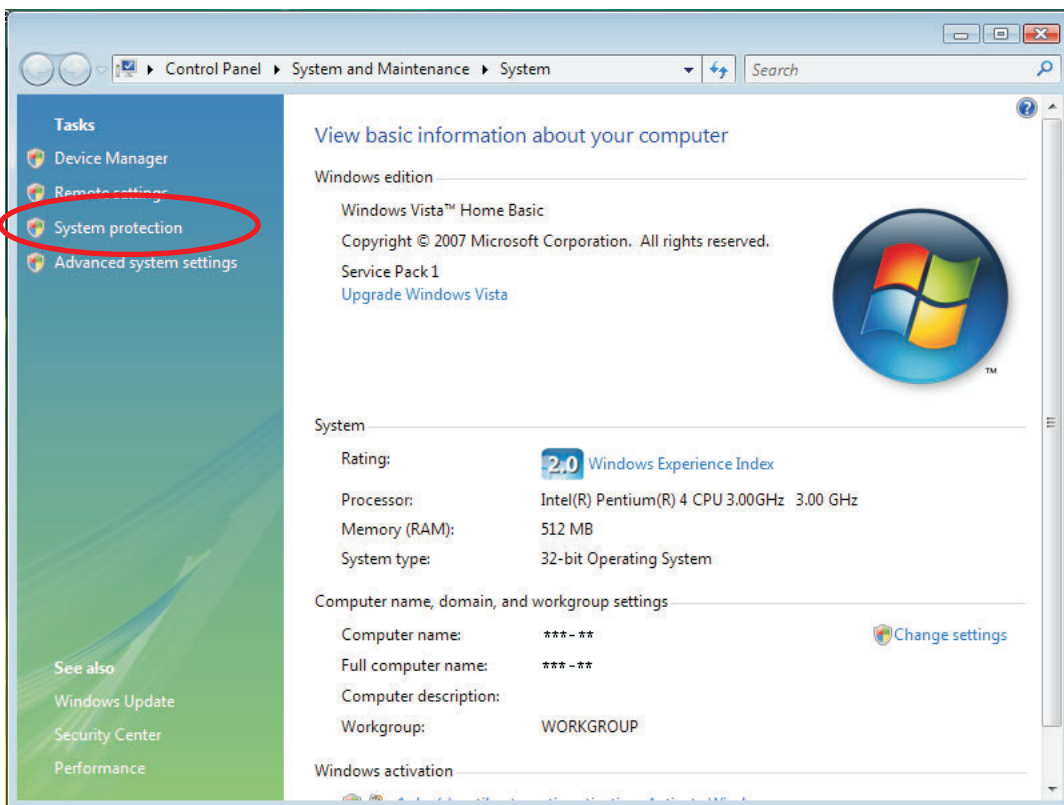 Control Panel ▸ System and Maintenance ▸ System
Search
Tasks
Device Manager
Remote settings
System protection
Advanced system settings
See also
Windows Update
Security Center
Performance
View basic information about your computer
Windows edition
Windows Vista™ Home Basic
Copyright © 2007 Microsoft Corporation. All rights reserved.
Service Pack 1
Upgrade Windows Vista
TM
System
Rating: 2.0 Windows Experience Index
Processor: Intel(R) Pentium(R) 4 CPU 3.00GHz 3.00 GHz
Memory (RAM): 512 MB
System type: 32-bit Operating System
Computer name, domain, and workgroup settings
Computer name: ***-** Change settings
Full computer name: ***-**
Computer description:
Workgroup: WORKGROUP
Windows activation